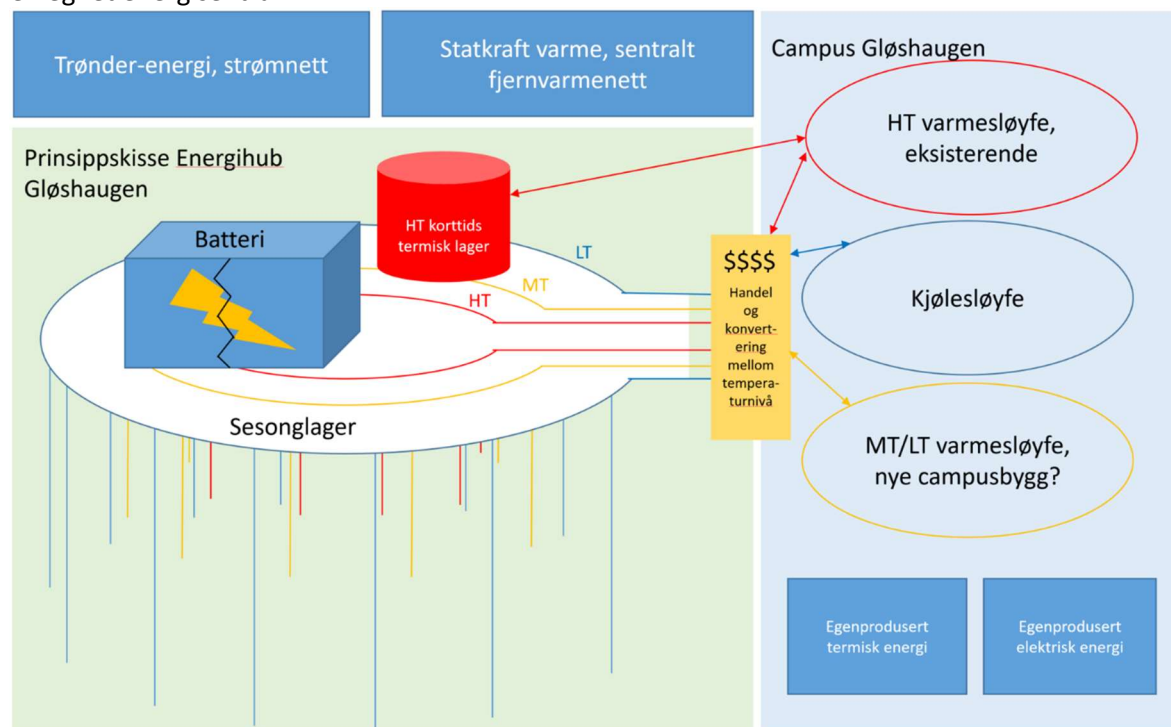 Trønder-energi, strømnett
Statkraft varme, sentralt
fjernvarmenett
Campus Gløshaugen
HT varmesløyfe,
eksisterende
Prinsippskisse Energihub
Gløshaugen
HT korttids
termisk lager
Batteri
LT
MT
HT
$$$$
Handel
og
konvert-
ering
mellom
tempera-
turnivå
Kjølesløyfe
Sesonglager
MT/LT varmesløyfe,
nye campusbygg?
Egenprodusert
termisk energi
Egenprodusert
elektrisk energi